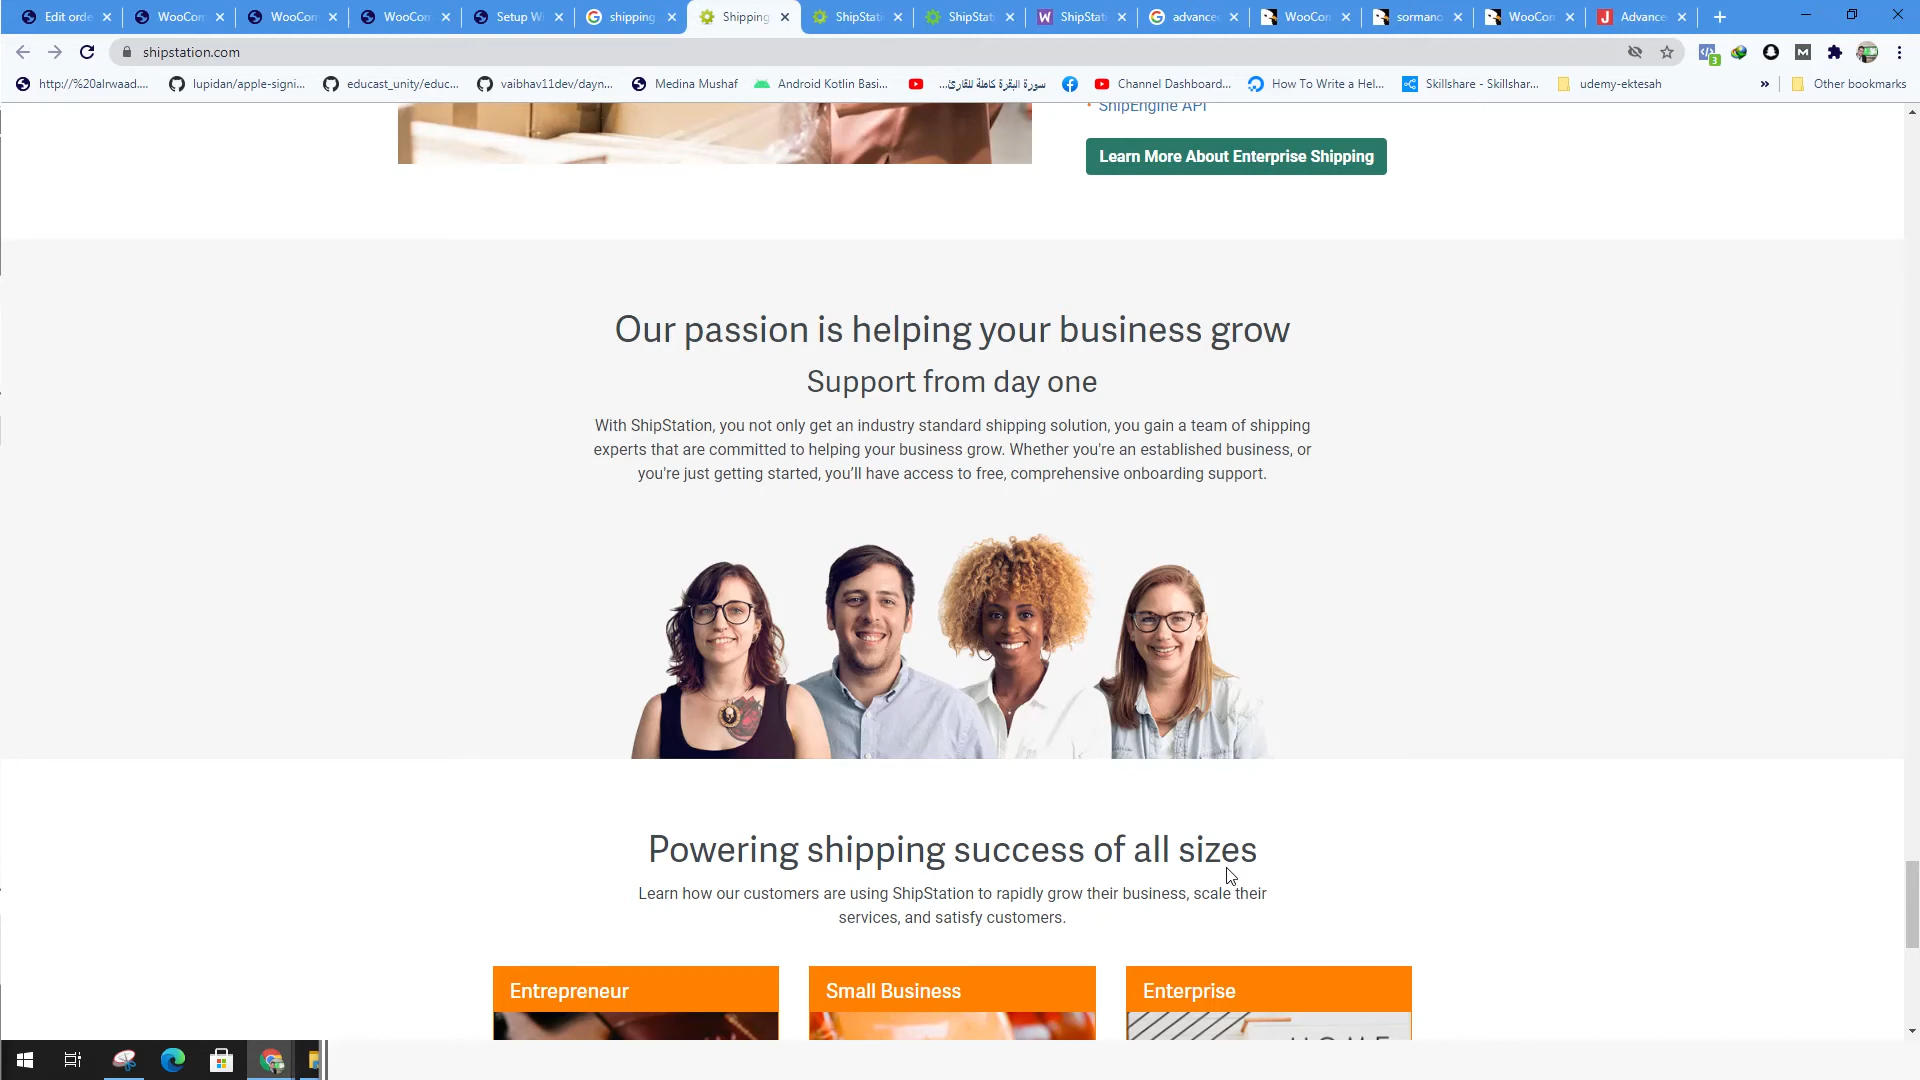 Edit orde
WooCom
WooCom
WooCom
Setup Wi
shipping
Shipping
ShipStati
ShipStati
ShipStati
advanced
WooCom
sormano
WooCom
Advance
shipstation.com
3
http://%20alrwaad....
lupidan/apple-signi...
educast_unity/educ...
vaibhav11dev/dayn...
Medina Mushaf
Android Kotlin Basi...
سورة البقرة كاملة للقارئ...
Channel Dashboard...
How To Write a Hel...
Skillshare - Skillshar...
udemy-ektesah
»
Other bookmarks
ShipEngine API
Learn More About Enterprise Shipping
Our passion is helping your business grow
Support from day one
With ShipStation, you not only get an industry standard shipping solution, you gain a team of shipping
experts that are committed to helping your business grow. Whether you're an established business, or
you're just getting started, you’ll have access to free, comprehensive onboarding support.
Powering shipping success of all sizes
Learn how our customers are using ShipStation to rapidly grow their business, scale their
services, and satisfy customers.
Entrepreneur
Small Business
Enterprise